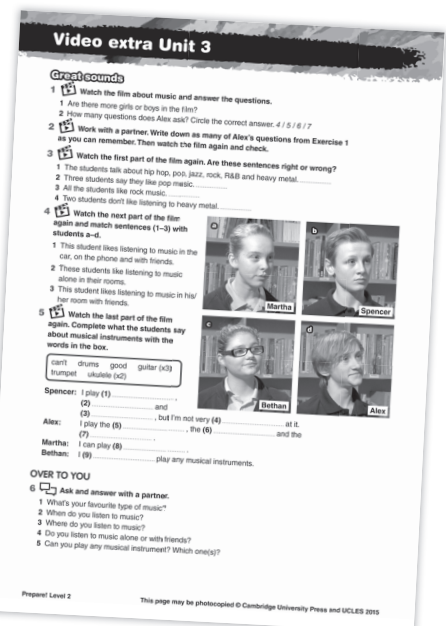 Video extra Unit 3
Great sounds
1 Watch the film about music and answer the questions.
1 Are there more girls or boys in the film?
2 How many questions does Alex ask? Circle the correct answer. 4 / 5 / 6 / 7
2 Work with a partner. Write down as many of Alex's questions from Exercise 1
as you can remember. Then watch the film again and check.
3 Watch the first part of the film again. Are these sentences right or wrong?
1 The students talk about hip hop, pop, jazz, rock, R&B and heavy metal.
2 Three students say they like pop music.
3 All the students like rock music.
4 Two students don't like listening to heavy metal.
4 Watch the next part of the film
again and match sentences (1–3) with
students a–d.
1 This student likes listening to music in the
car, on the phone and with friends.
2 These students like listening to music
alone in their rooms.
3 This student likes listening to music in his/
her room with friends.
a
Martha
b
Spencer
c
Bethan
d
Alex
5 Watch the last part of the film
again. Complete what the students say
about musical instruments with the
words in the box.
can't drums good guitar (x3)
trumpet ukulele (x2)
Spencer: I play (1) ,
(2) and
(3) , but I'm not very (4) at it.
Alex: I play the (5) , the (6) and the
(7) .
Martha: I can play (8) .
Bethan: I (9) play any musical instruments.
OVER TO YOU
6 Ask and answer with a partner.
1 What's your favourite type of music?
2 When do you listen to music?
3 Where do you listen to music?
4 Do you listen to music alone or with friends?
5 Can you play any musical instrument? Which one(s)?
Prepare! Level 2
This page may be photocopied © Cambridge University Press and UCLES 2015